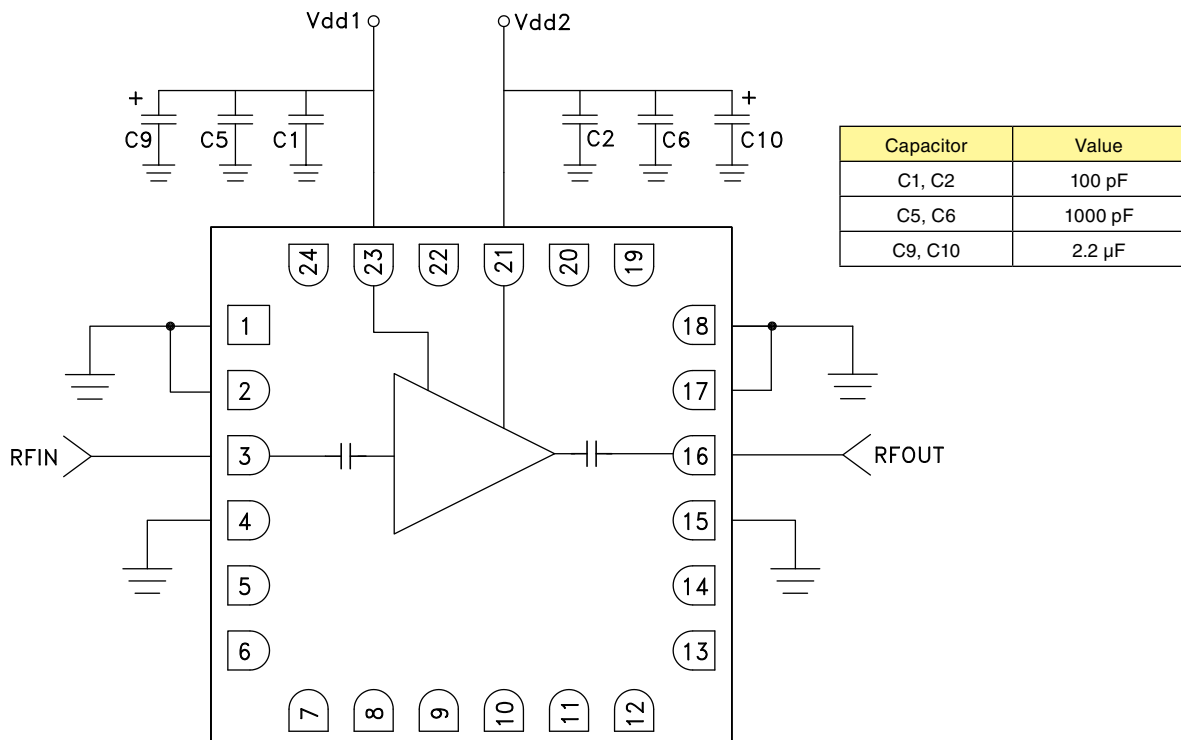 Vdd1 Vdd2
+ +
C9 C5 C1 C2 C6 C10
Capacitor Value
C1, C2 100 pF
C5, C6 1000 pF
C9, C10 2.2 µF
24 23 22 21 20 19
1 18
2 17
RFIN 3 16 RFOUT
4 15
5 14
6 13
7 8 9 10 11 12